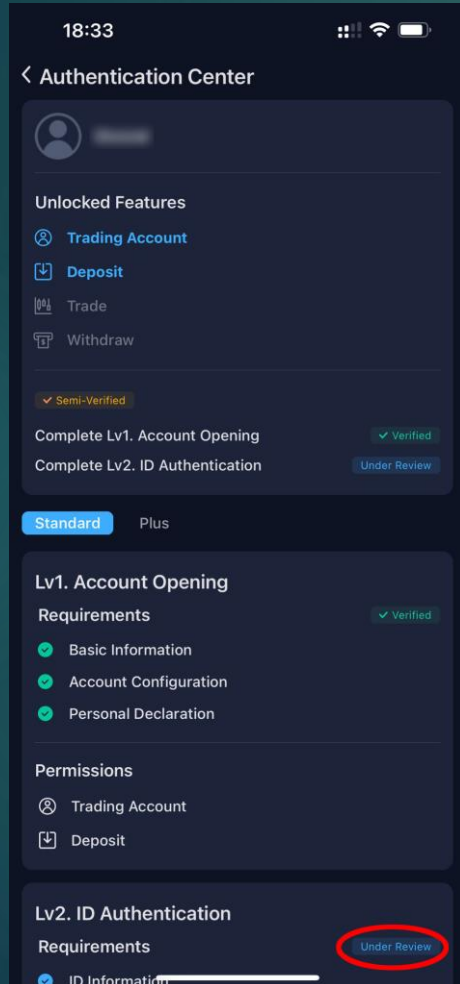 18:33
Authentication Center
Unlocked Features
Trading Account
Deposit
Trade
Withdraw
Semi-Verified
Complete Lv1. Account Opening Verified
Complete Lv2. ID Authentication Under Review
Standard Plus
Lv1. Account Opening
Requirements Verified
Basic Information
Account Configuration
Personal Declaration
Permissions
Trading Account
Deposit
Lv2. ID Authentication
Requirements Under Review
ID Information